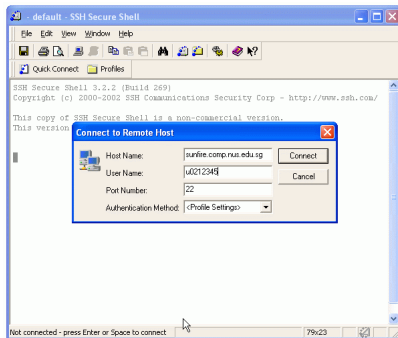 - default - SSH Secure Shell
File Edit View Window Help
Quick Connect Profiles
SSH Secure Shell 3.2.2 (Build 269)
Copyright (c) 2000-2002 SSH Communications Security Corp - http://www.ssh.com/
This copy of SSH Secure Shell is a non-commercial version.
This version
Connect to Remote Host
Host Name: sunfire.comp.nus.edu.sg Connect
User Name: u0212345 Cancel
Port Number: 22
Authentication Method: <Profile Settings>
Not connected - press Enter or Space to connect 79x23